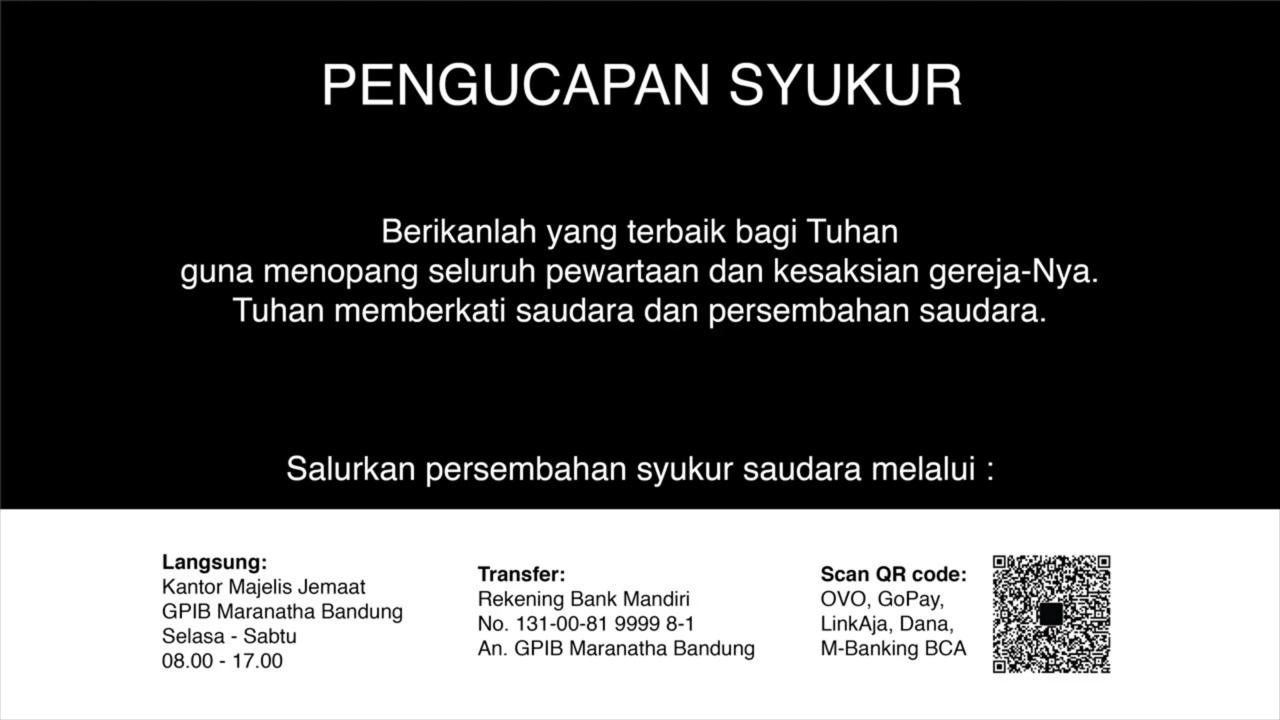 PENGUCAPAN SYUKUR
Berikanlah yang terbaik bagi Tuhan
guna menopang seluruh pewartaan dan kesaksian gereja-Nya.
Tuhan memberkati saudara dan persembahan saudara.
Salurkan persembahan syukur saudara melalui :
Langsung:
Kantor Majelis Jemaat
GPIB Maranatha Bandung
Selasa - Sabtu
08.00 - 17.00
Transfer:
Rekening Bank Mandiri
No. 131-00-81 9999 8-1
An. GPIB Maranatha Bandung
Scan QR code:
OVO, GoPay,
LinkAja, Dana,
M-Banking BCA